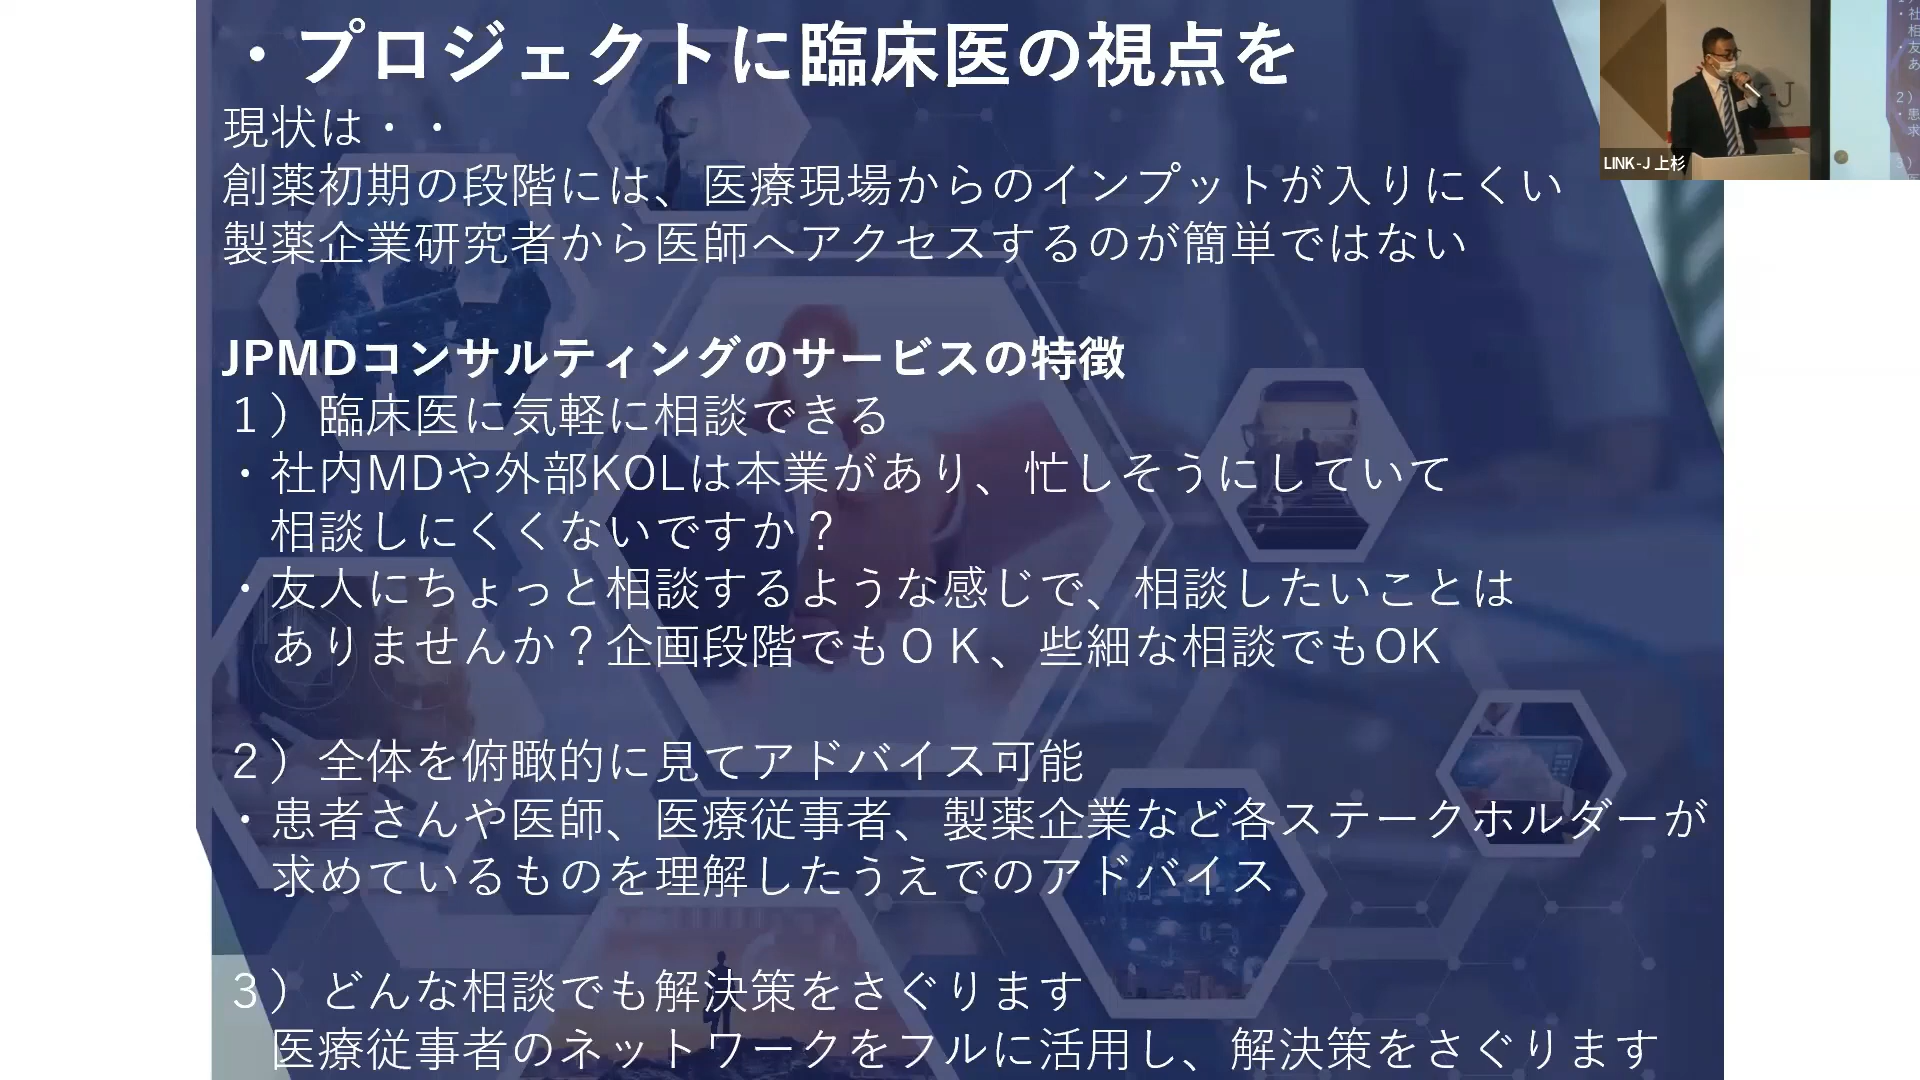 ・プロジェクトに臨床医の視点を
現状は・・
創薬初期の段階には、医療現場からのインプットが入りにくい
製薬企業研究者から医師へアクセスするのが簡単ではない
JPMDコンサルティングのサービスの特徴
１）臨床医に気軽に相談できる
・社内MDや外部KOLは本業があり、忙しそうにしていて
相談しにくくないですか？
・友人にちょっと相談するような感じで、相談したいことは
ありませんか？企画段階でもＯＫ、些細な相談でもOK
２）全体を俯瞰的に見てアドバイス可能
・患者さんや医師、医療従事者、製薬企業など各ステークホルダーが
求めているものを理解したうえでのアドバイス
３）どんな相談でも解決策をさぐります
医療従事者のネットワークをフルに活用し、解決策をさぐります
LINK-J 上杉
-J
・社
相
・友
あ
２）
・患
求
３）